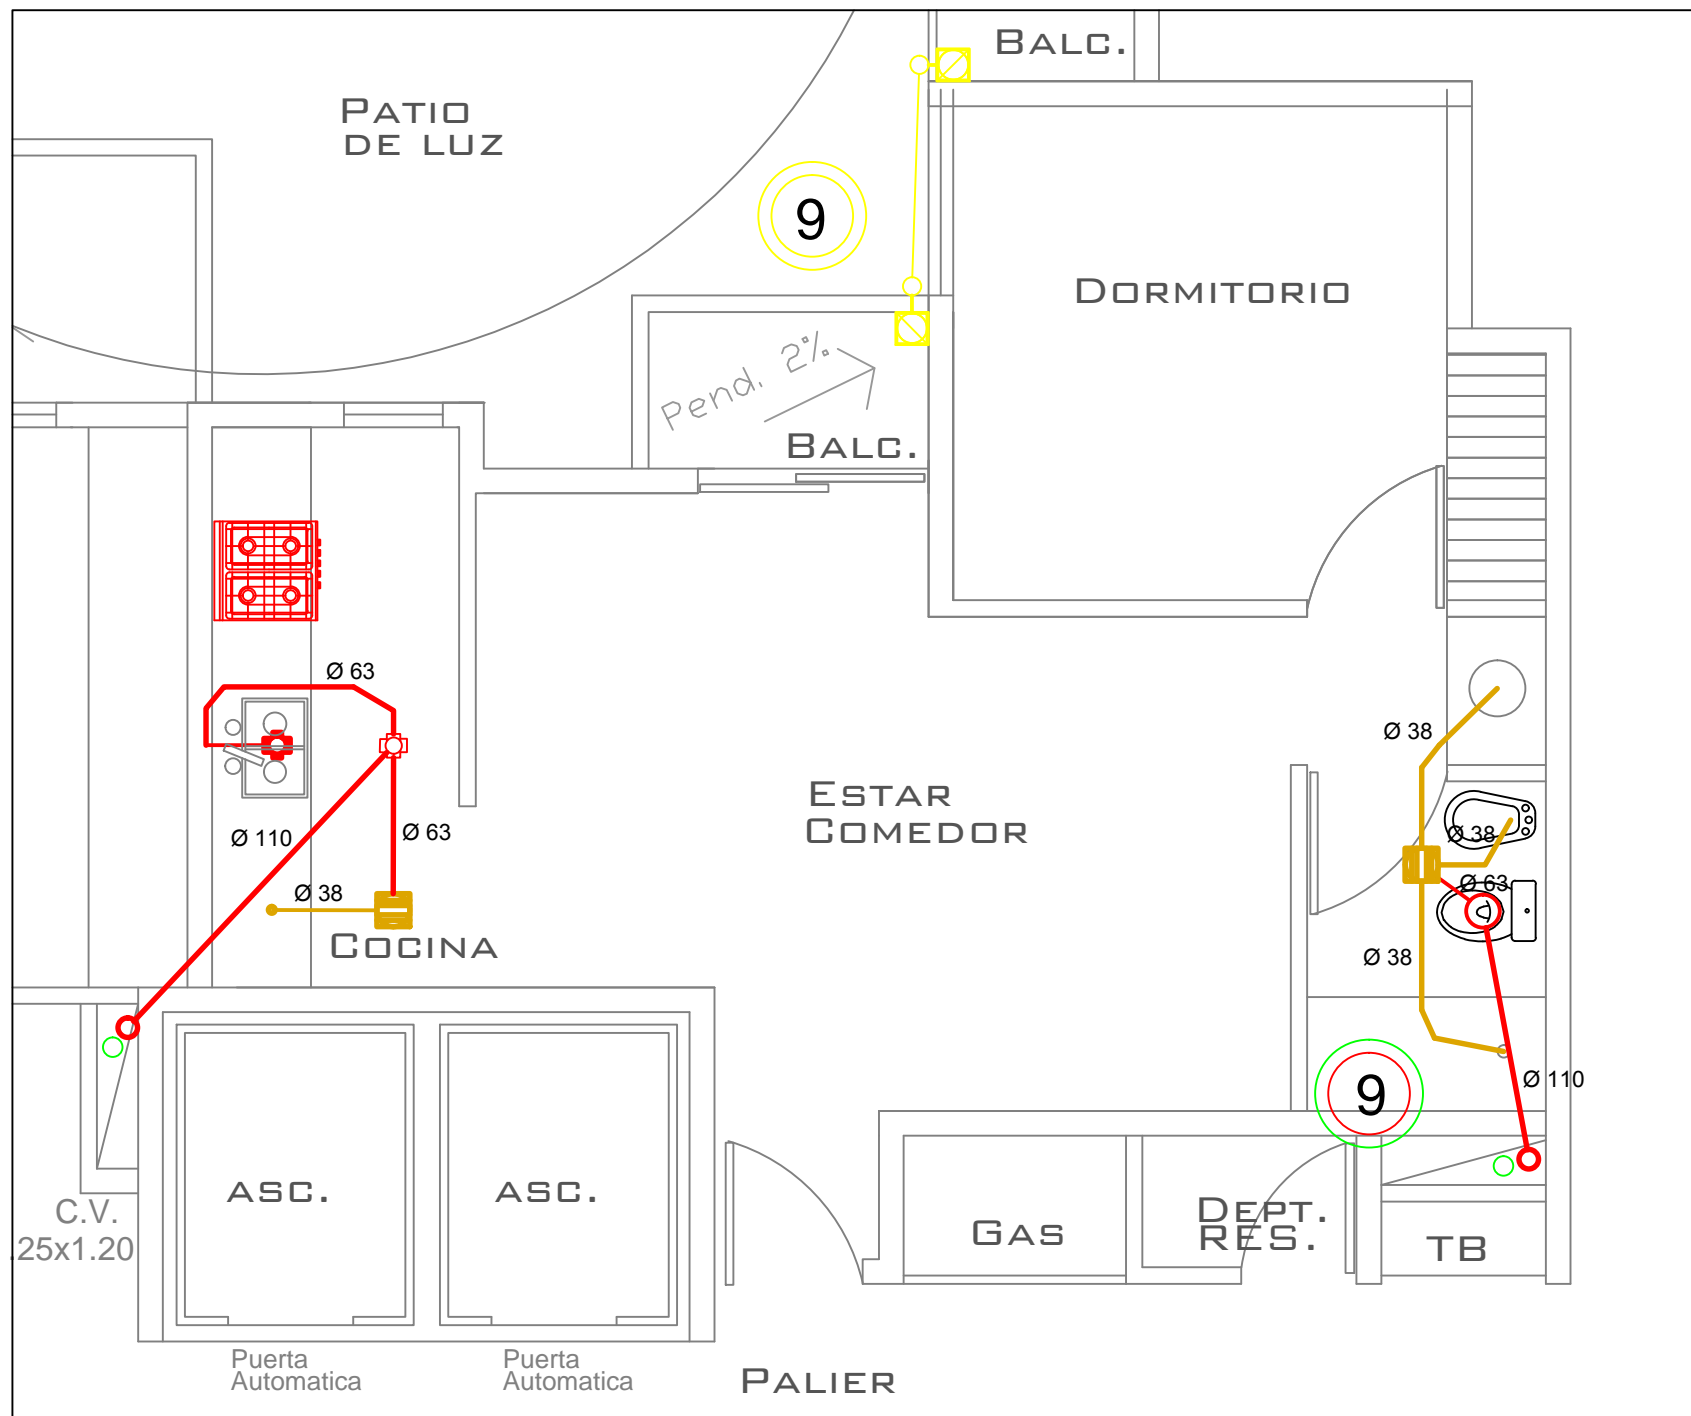 BALC.
PATIO
DE LUZ
9
DORMITORIO
Pend. 2%
BALC.
Ø 63
Ø 38
ESTAR
COMEDOR
Ø 110
Ø 63
Ø 38
Ø 38
Ø 63
COCINA
Ø 38
9
Ø 110
ASC.
ASC.
C.V.
.25x1.20
GAS
DEPT.
RES.
TB
Puerta
Automatica
Puerta
Automatica
PALIER